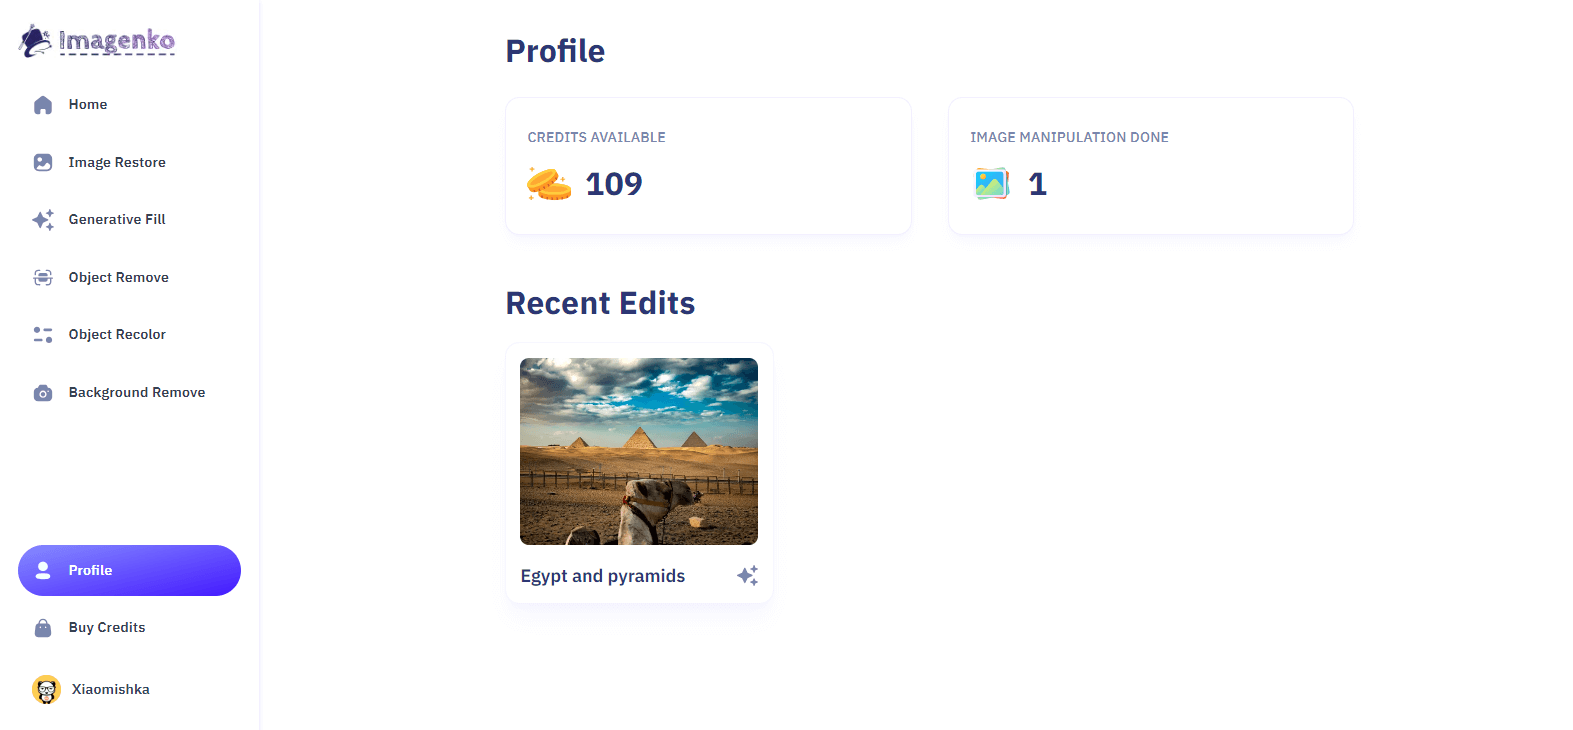 Imagenko
Home
Image Restore
Generative Fill
Object Remove
Object Recolor
Background Remove
Profile
Buy Credits
Xiaomishka
Profile
CREDITS AVAILABLE
109
IMAGE MANIPULATION DONE
1
Recent Edits
Egypt and pyramids